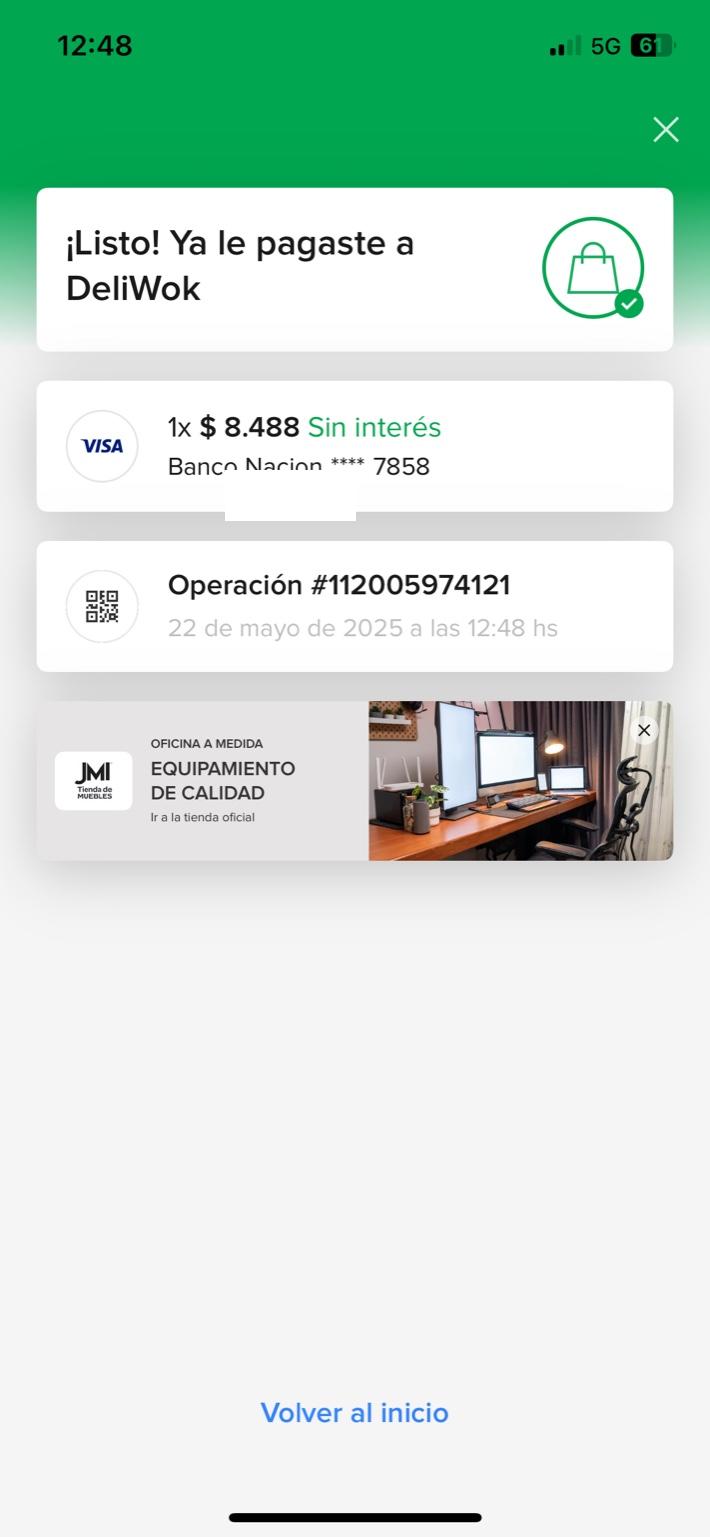 12:48
5G 61
¡Listo! Ya le pagaste a
DeliWok
VISA
1x $ 8.488 Sin interés
Banco Nacion **** 7858
Operación #112005974121
22 de mayo de 2025 a las 12:48 hs
JMI
Tienda de
MUEBLES
OFICINA A MEDIDA
EQUIPAMIENTO
DE CALIDAD
Ir a la tienda oficial
Volver al inicio